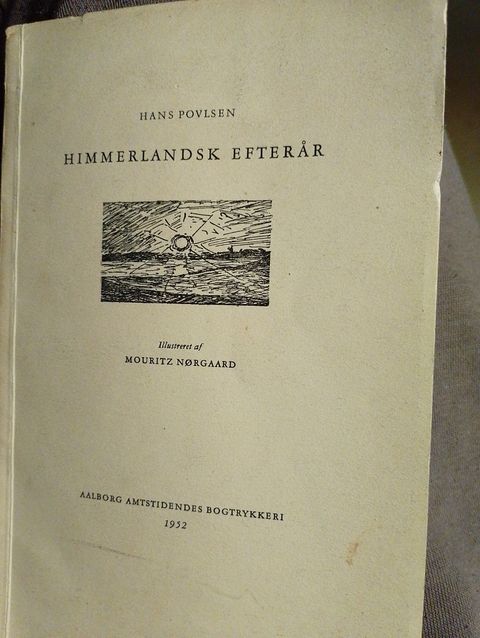 HANS POVLSEN
HIMMERLANDSK EFTERÅR
Illustreret af
MOURITZ NØRGAARD
AALBORG AMTSTIDENDES BOGTRYKKERI
1952